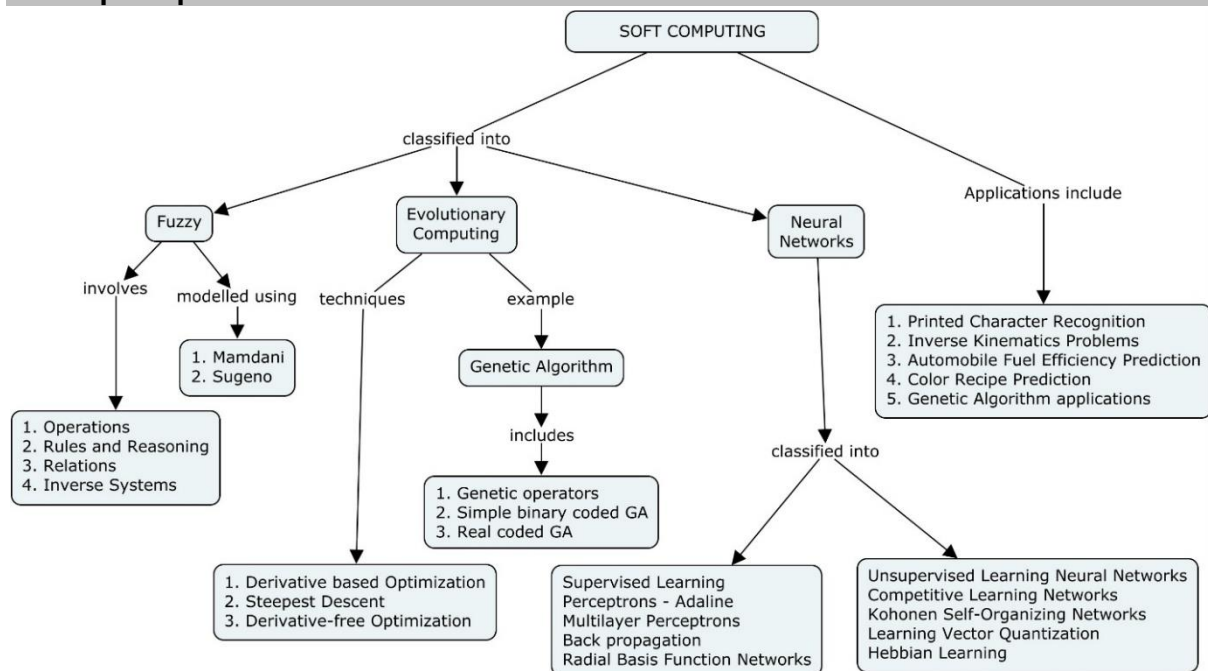 SOFT COMPUTING
classified into
Applications include
Fuzzy
Evolutionary
Computing
Neural
Networks
involves
modelled using
techniques
example
1. Mamdani
2. Sugeno
Genetic Algorithm
1. Printed Character Recognition
2. Inverse Kinematics Problems
3. Automobile Fuel Efficiency Prediction
4. Color Recipe Prediction
5. Genetic Algorithm applications
1. Operations
2. Rules and Reasoning
3. Relations
4. Inverse Systems
includes
classified into
1. Genetic operators
2. Simple binary coded GA
3. Real coded GA
1. Derivative based Optimization
2. Steepest Descent
3. Derivative-free Optimization
Supervised Learning
Perceptrons - Adaline
Multilayer Perceptrons
Back propagation
Radial Basis Function Networks
Unsupervised Learning Neural Networks
Competitive Learning Networks
Kohonen Self-Organizing Networks
Learning Vector Quantization
Hebbian Learning